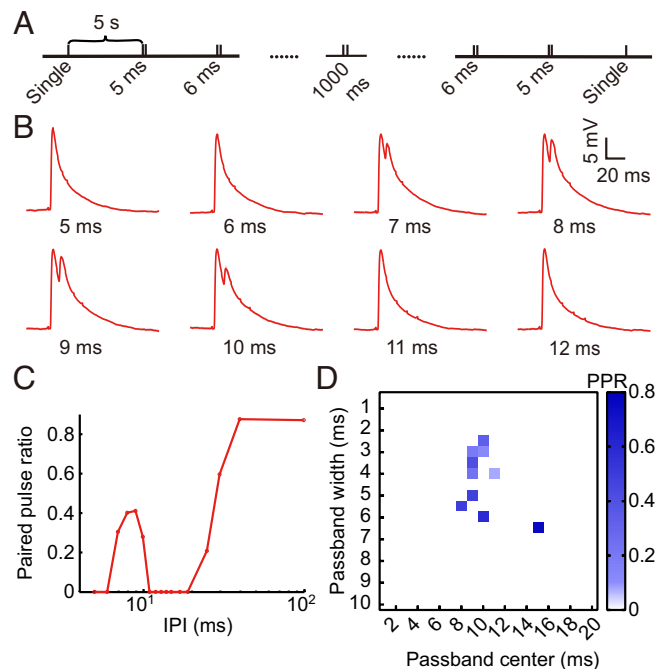 A
5 s
Single
5 ms
6 ms
......
1000 ms
......
6 ms
5 ms
Single
B
5 mV
20 ms
5 ms
6 ms
7 ms
8 ms
9 ms
10 ms
11 ms
12 ms
C
Paired pulse ratio
0.8
0.6
0.4
0.2
0
10¹
10²
IPI (ms)
D
PPR
Passband width (ms)
1
2
3
4
5
6
7
8
9
10
2
4
6
8
10
12
14
16
18
20
Passband center (ms)
0.8
0.6
0.4
0.2
0